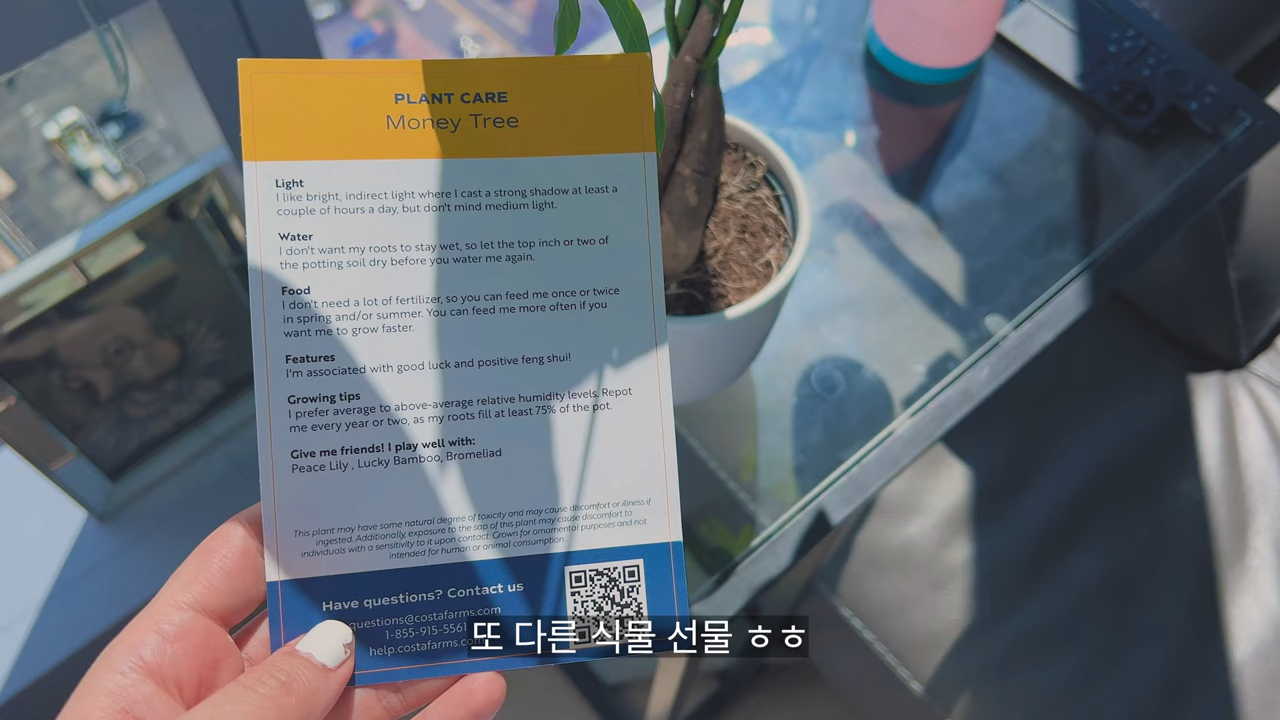 PLANT CARE
Money Tree
Light
I like bright, indirect light where I cast a strong shadow at least a
couple of hours a day, but don't mind medium light.
Water
I don't want my roots to stay wet, so let the top inch or two of
the potting soil dry before you water me again.
Food
I don't need a lot of fertilizer, so you can feed me once or twice
in spring and/or summer. You can feed me more often if you
want me to grow faster.
Features
I'm associated with good luck and positive feng shui!
Growing tips
I prefer average to above-average relative humidity levels. Repot
me every year or two, as my roots fill at least 75% of the pot.
Give me friends! I play well with:
Peace Lily , Lucky Bamboo, Bromeliad
This plant may have some natural degree of toxicity and may cause discomfort or illness if
ingested. Additionally, exposure to the sap of this plant may cause discomfort to
individuals with a sensitivity to it upon contact. Grown for ornamental purposes and not
intended for human or animal consumption .
Have questions? Contact us
questions@costafarms.com
1-855-915-5561
help.costafarms.com
또 다른 식물 선물 ㅎㅎ